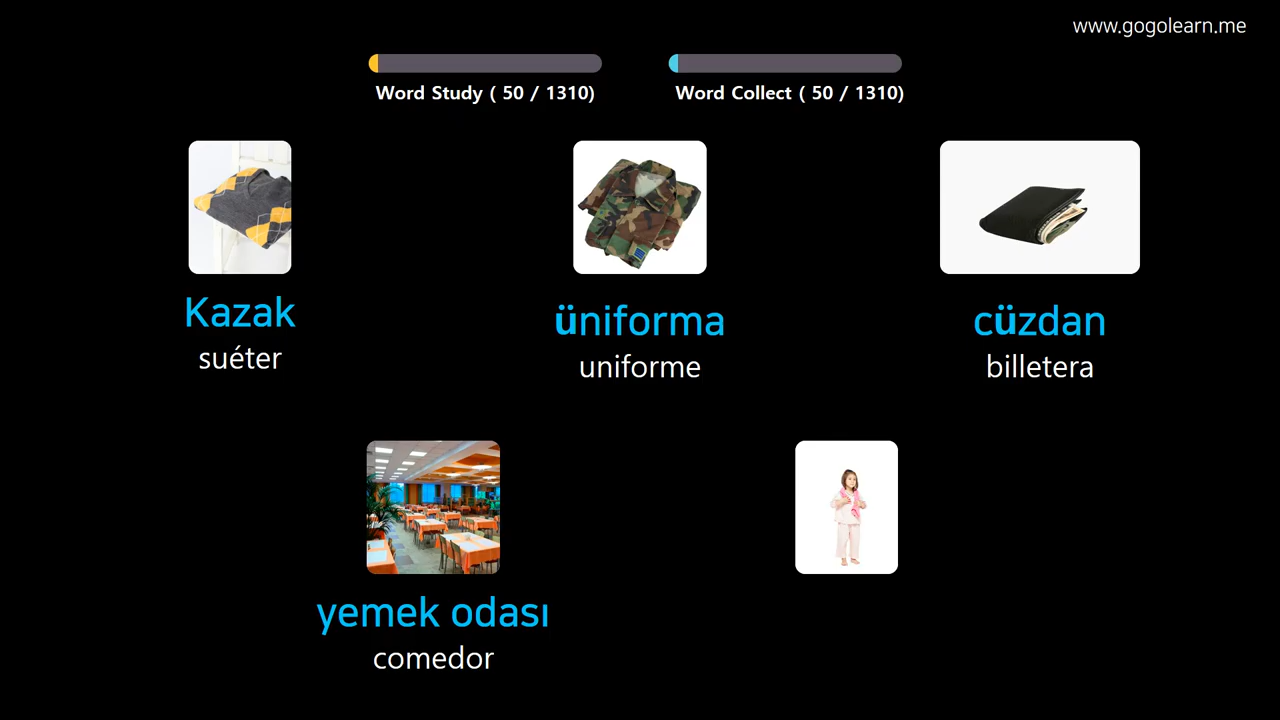 www.gogolearn.me
Word Study ( 50 / 1310)
Word Collect ( 50 / 1310)
Kazak
suéter
üniforma
uniforme
cüzdan
billetera
yemek odası
comedor